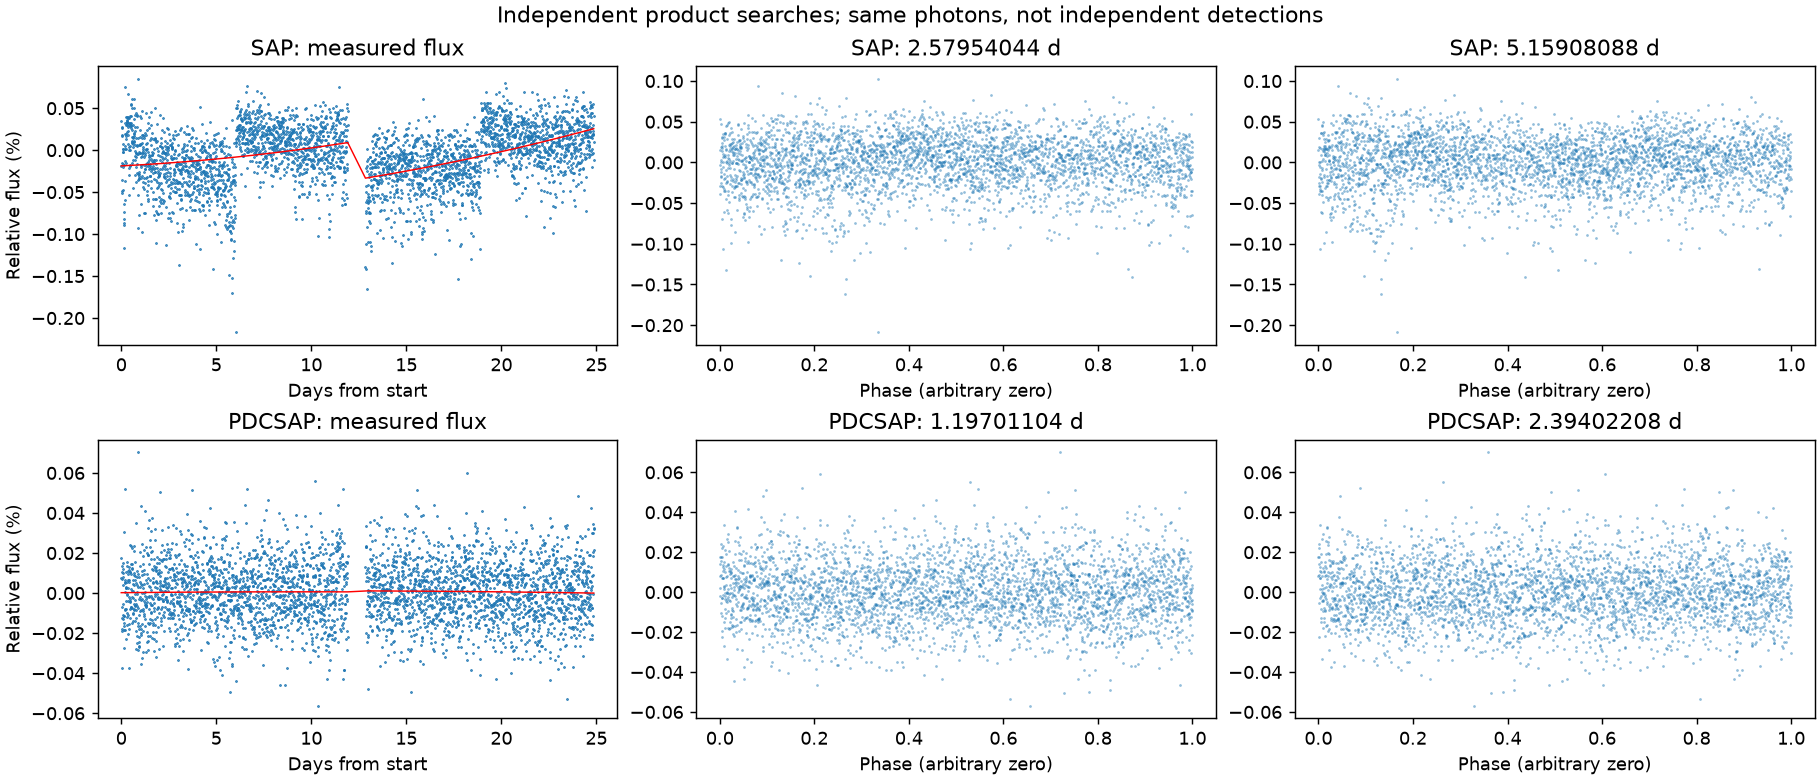 Independent product searches; same photons, not independent detections
SAP: measured flux
SAP: 2.57954044 d
SAP: 5.15908088 d
Relative flux (%)
0.05
0.00
−0.05
−0.10
−0.15
−0.20
0 5 10 15 20 25
Days from start
0.10
0.05
0.00
−0.05
−0.10
−0.15
−0.20
0.0 0.2 0.4 0.6 0.8 1.0
Phase (arbitrary zero)
0.10
0.05
0.00
−0.05
−0.10
−0.15
−0.20
0.0 0.2 0.4 0.6 0.8 1.0
Phase (arbitrary zero)
PDCSAP: measured flux
PDCSAP: 1.19701104 d
PDCSAP: 2.39402208 d
Relative flux (%)
0.06
0.04
0.02
0.00
−0.02
−0.04
−0.06
0 5 10 15 20 25
Days from start
0.06
0.04
0.02
0.00
−0.02
−0.04
−0.06
0.0 0.2 0.4 0.6 0.8 1.0
Phase (arbitrary zero)
0.06
0.04
0.02
0.00
−0.02
−0.04
−0.06
0.0 0.2 0.4 0.6 0.8 1.0
Phase (arbitrary zero)